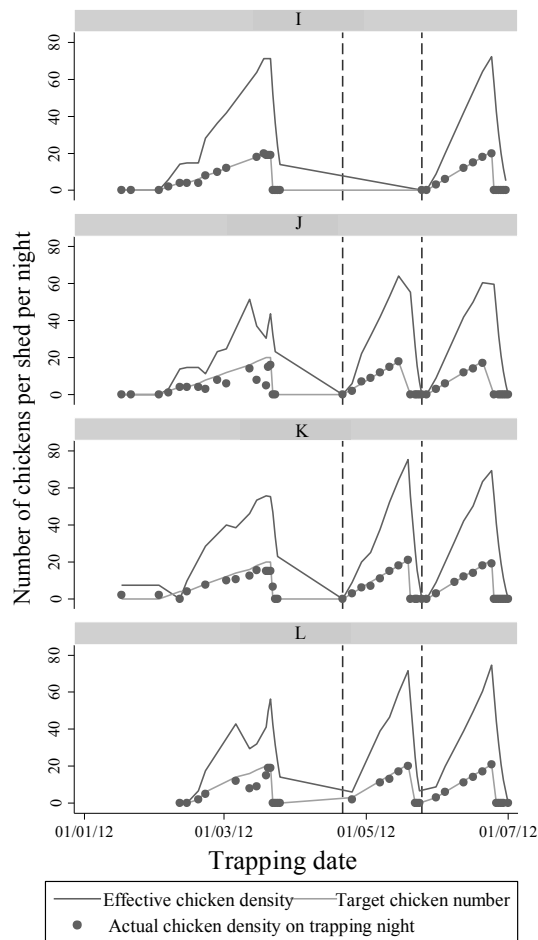 I
80
60
40
20
0
J
80
60
40
20
0
Number of chickens per shed per night
K
80
60
40
20
0
L
80
60
40
20
0
01/01/12 01/03/12 01/05/12 01/07/12
Trapping date
Effective chicken density Target chicken number
Actual chicken density on trapping night